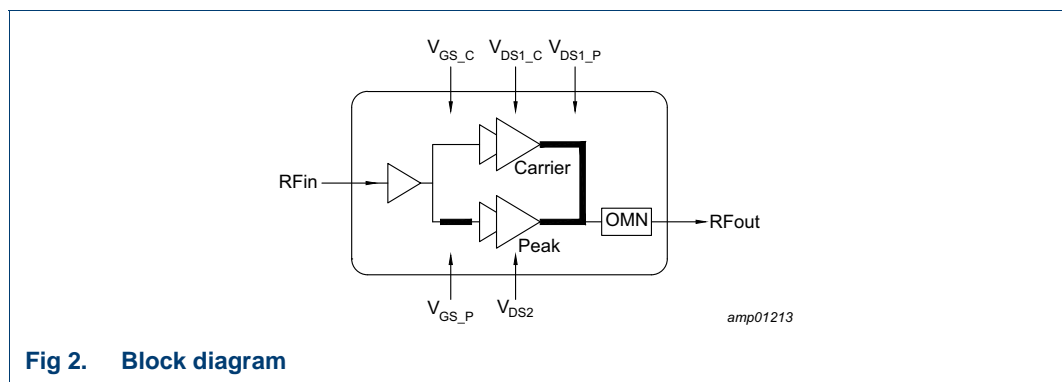 V_GS_C V_DS1_C V_DS1_P
Carrier
RFin
OMN RFout
Peak
V_GS_P V_DS2
amp01213
Fig 2. Block diagram